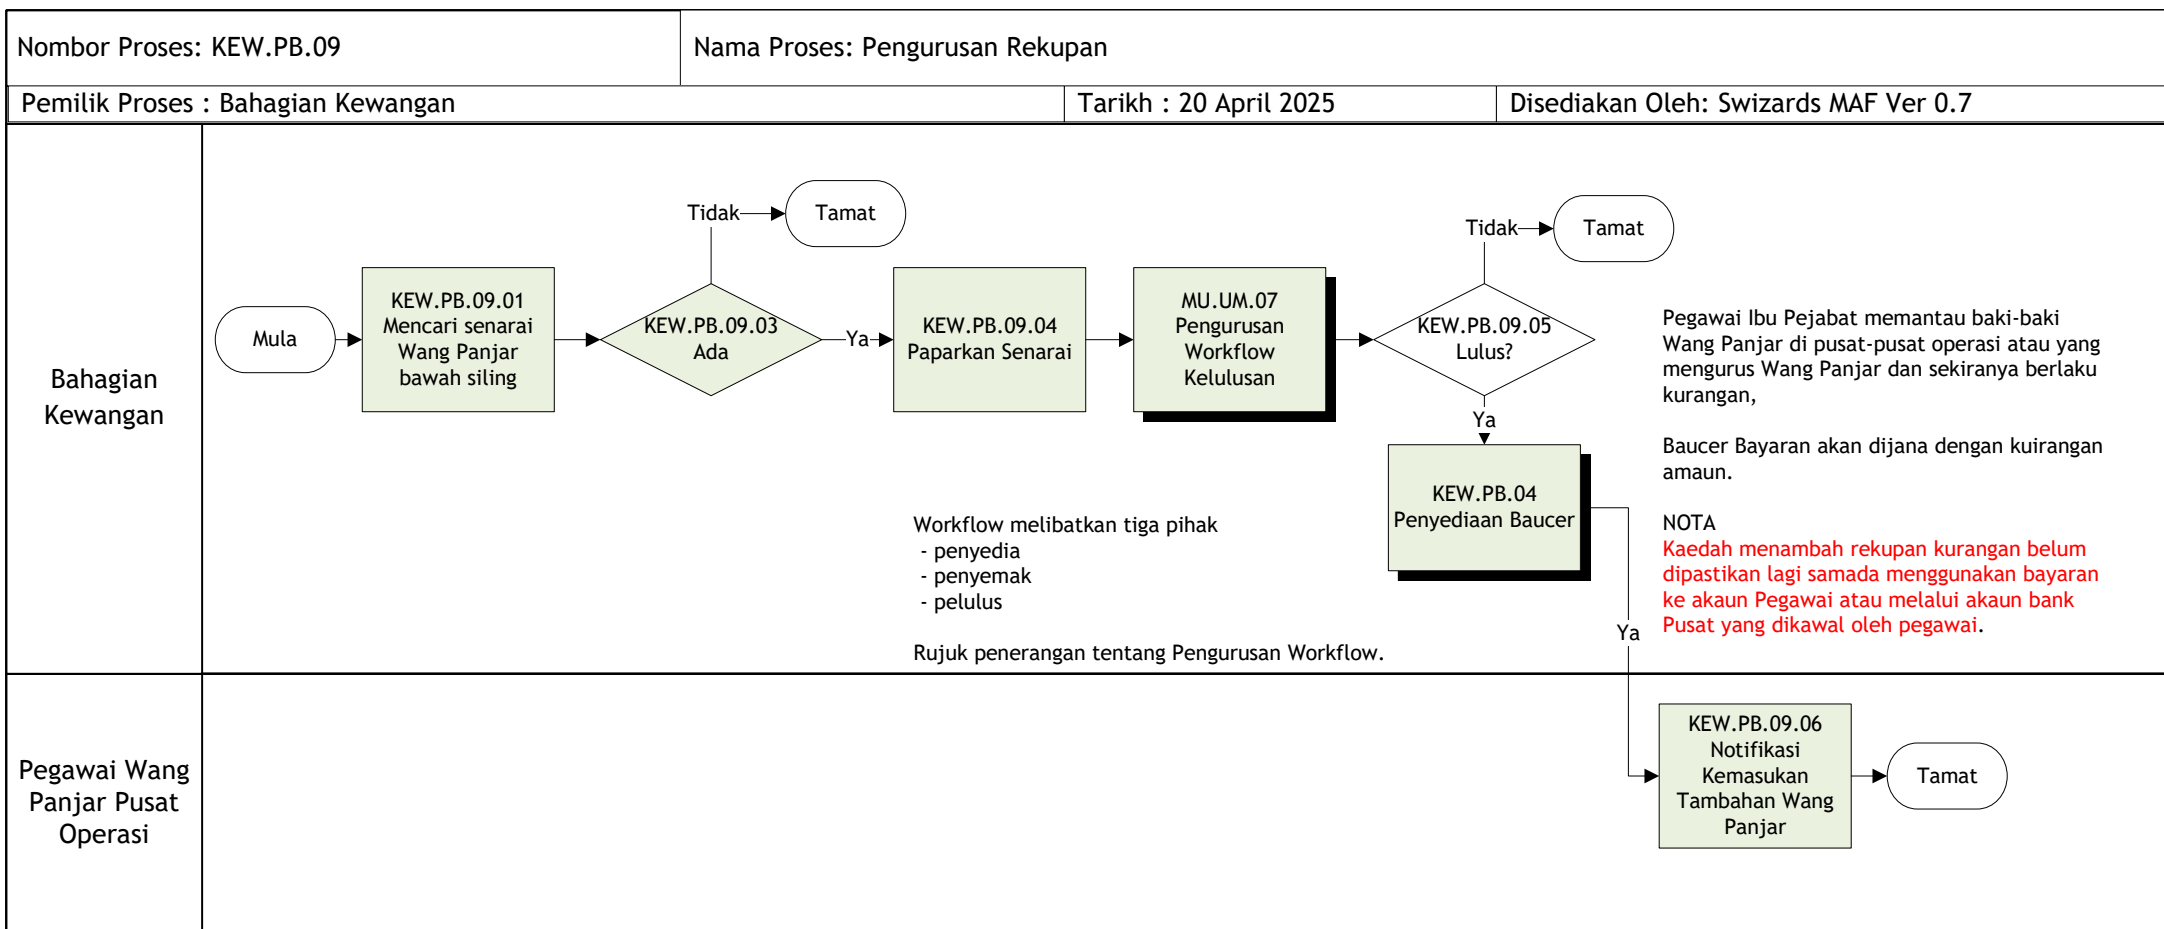 Nombor Proses: KEW.PB.09
Nama Proses: Pengurusan Rekupan
Pemilik Proses : Bahagian Kewangan
Tarikh : 20 April 2025
Disediakan Oleh: Swizards MAF Ver 0.7
Bahagian
Kewangan
Mula
KEW.PB.09.01
Mencari senarai
Wang Panjar
bawah siling
KEW.PB.09.03
Ada
Tidak
Tamat
Ya
KEW.PB.09.04
Paparkan Senarai
MU.UM.07
Pengurusan
Workflow
Kelulusan
KEW.PB.09.05
Lulus?
Tidak
Tamat
Ya
KEW.PB.04
Penyediaan Baucer
Ya
Pegawai Ibu Pejabat memantau baki-baki
Wang Panjar di pusat-pusat operasi atau yang
mengurus Wang Panjar dan sekiranya berlaku
kurangan,
Baucer Bayaran akan dijana dengan kuirangan
amaun.
NOTA
Kaedah menambah rekupan kurangan belum
dipastikan lagi samada menggunakan bayaran
ke akaun Pegawai atau melalui akaun bank
Pusat yang dikawal oleh pegawai.
Workflow melibatkan tiga pihak
- penyedia
- penyemak
- pelulus
Rujuk penerangan tentang Pengurusan Workflow.
Pegawai Wang
Panjar Pusat
Operasi
KEW.PB.09.06
Notifikasi
Kemasukan
Tambahan Wang
Panjar
Tamat